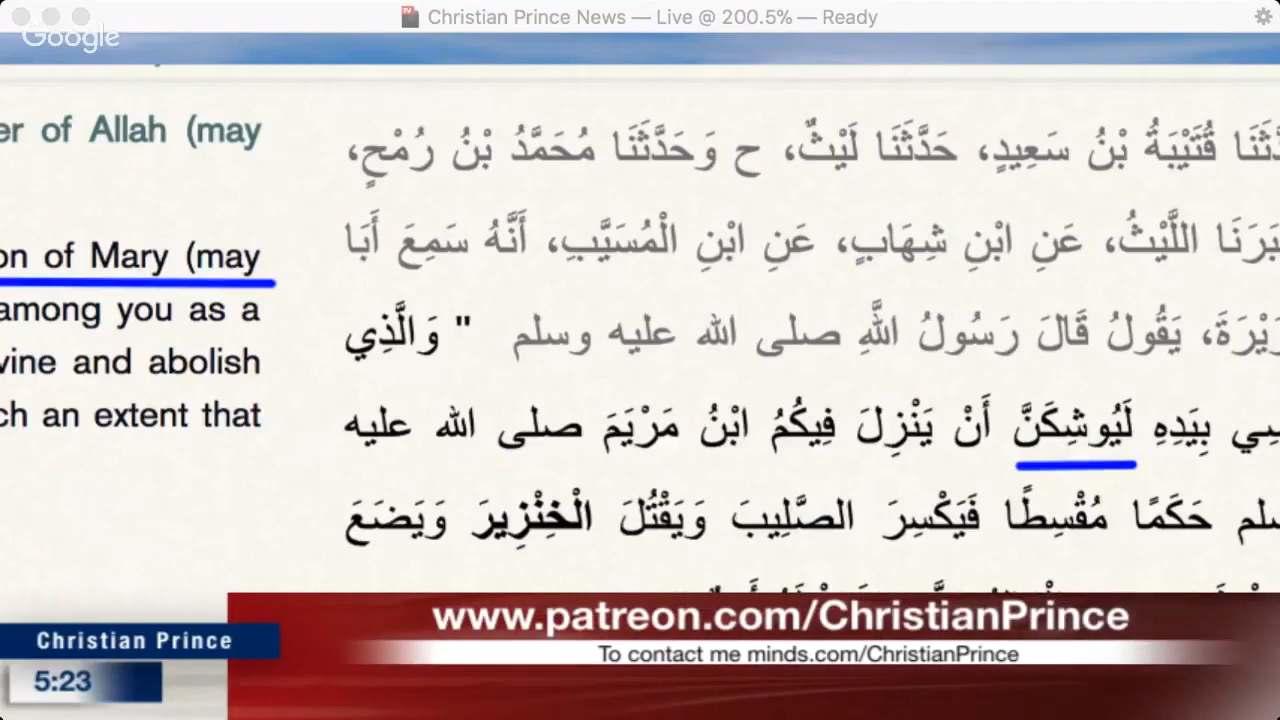 Christian Prince News — Live @ 200.5% — Ready
Google
er of Allah (may
on of Mary (may
among you as a
vine and abolish
ch an extent that
قُتَيْبَةُ بْنُ سَعِيدٍ، حَدَّثَنَا لَيْثٌ، ح وَحَدَّثَنَا مُحَمَّدُ بْنُ رُمْحٍ،
اللَّيْثُ، عَنِ ابْنِ شِهَابٍ، عَنِ ابْنِ الْمُسَيَّبِ، أَنَّهُ سَمِعَ أَبَا
يَقُولُ قَالَ رَسُولُ اللَّهِ صلى الله عليه وسلم " وَالَّذِي
بِيَدِهِ لَيُوشِكَنَّ أَنْ يَنْزِلَ فِيكُمُ ابْنُ مَرْيَمَ صلى الله عليه
حَكَمًا مُقْسِطًا فَيَكْسِرَ الصَّلِيبَ وَيَقْتُلَ الْخِنْزِيرَ وَيَضَعَ
www.patreon.com/ChristianPrince
To contact me minds.com/ChristianPrince
Christian Prince
5:23